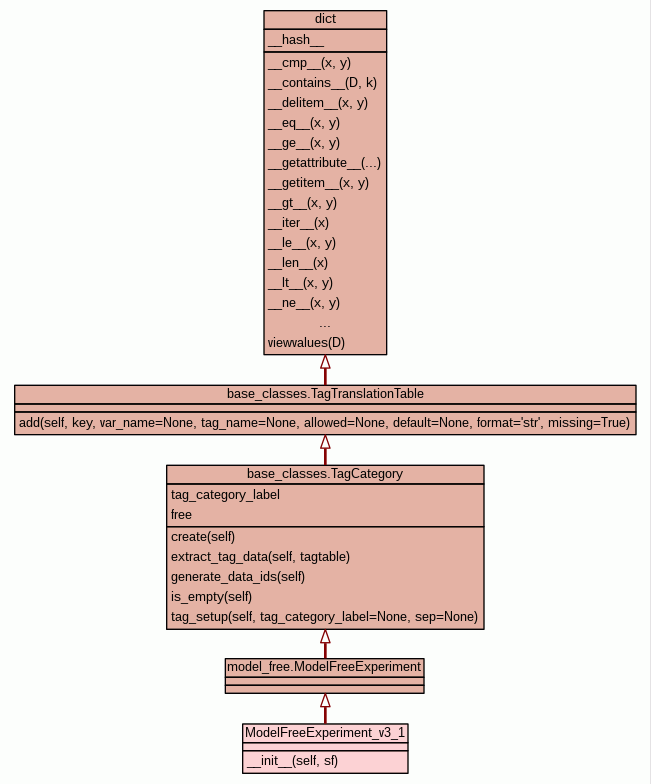 dict
__hash__
__cmp__(x, y)
__contains__(D, k)
__delitem__(x, y)
__eq__(x, y)
__ge__(x, y)
__getattribute__(...)
__getitem__(x, y)
__gt__(x, y)
__iter__(x)
__le__(x, y)
__len__(x)
__lt__(x, y)
__ne__(x, y)
...
viewvalues(D)
base_classes.TagTranslationTable
add(self, key, var_name=None, tag_name=None, allowed=None, default=None, format='str', missing=True)
base_classes.TagCategory
tag_category_label
free
create(self)
extract_tag_data(self, tagtable)
generate_data_ids(self)
is_empty(self)
tag_setup(self, tag_category_label=None, sep=None)
model_free.ModelFreeExperiment
ModelFreeExperiment_v3_1
__init__(self, sf)